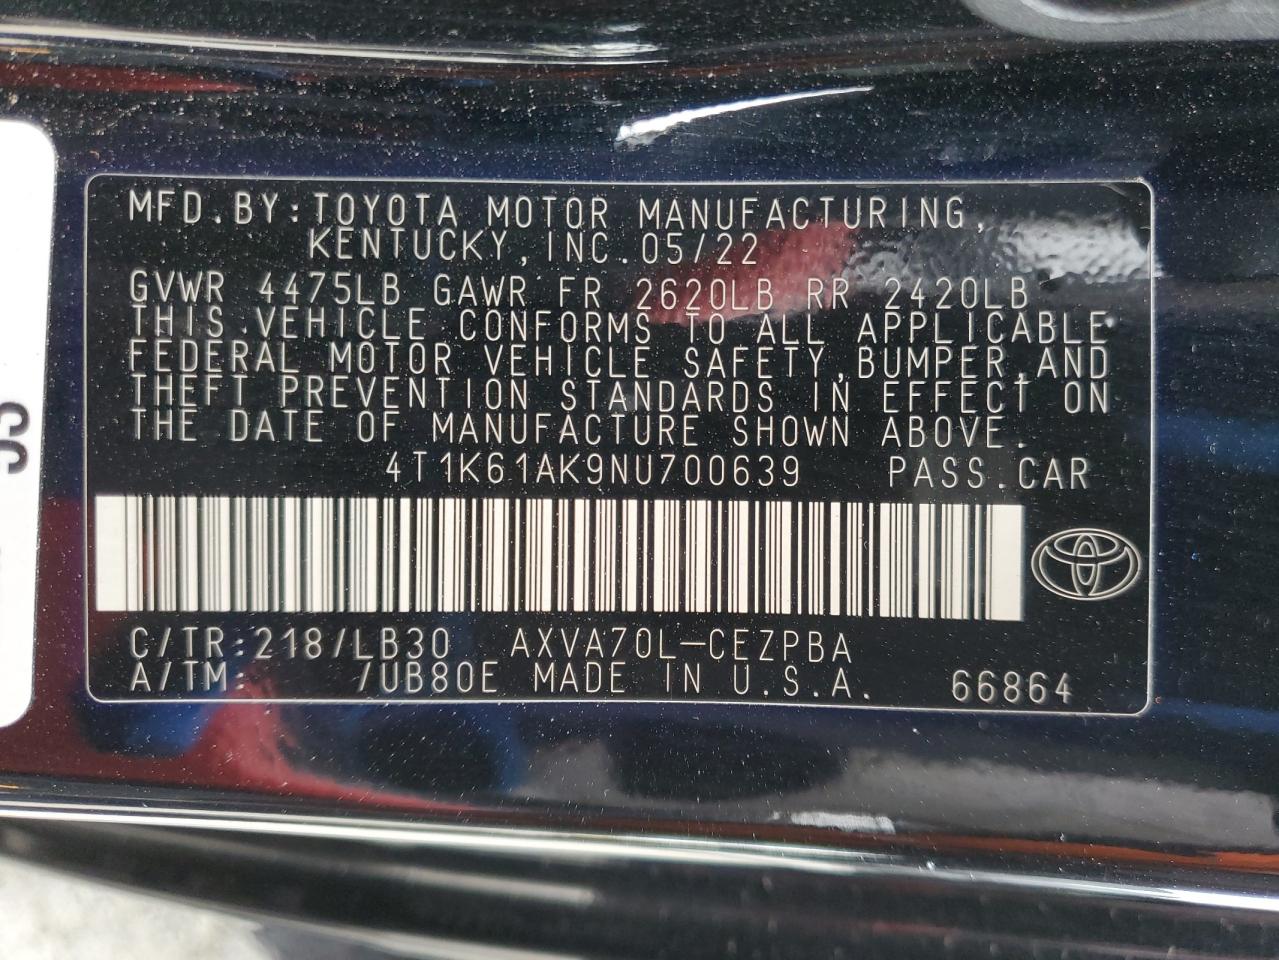 MFD.BY:TOYOTA MOTOR MANUFACTURING,
KENTUCKY,INC.05/22
GVWR 4475LB GAWR FR 2620LB RR 2420LB
THIS VEHICLE CONFORMS TO ALL APPLICABLE
FEDERAL MOTOR VEHICLE SAFETY,BUMPER,AND
THEFT PREVENTION STANDARDS IN EFFECT ON
THE DATE OF MANUFACTURE SHOWN ABOVE.
4T1K61AK9NU700639 PASS.CAR
C/TR:218/LB30 AXVA70L-CEZPBA
A/TM: /UB80E MADE IN U.S.A. 66864